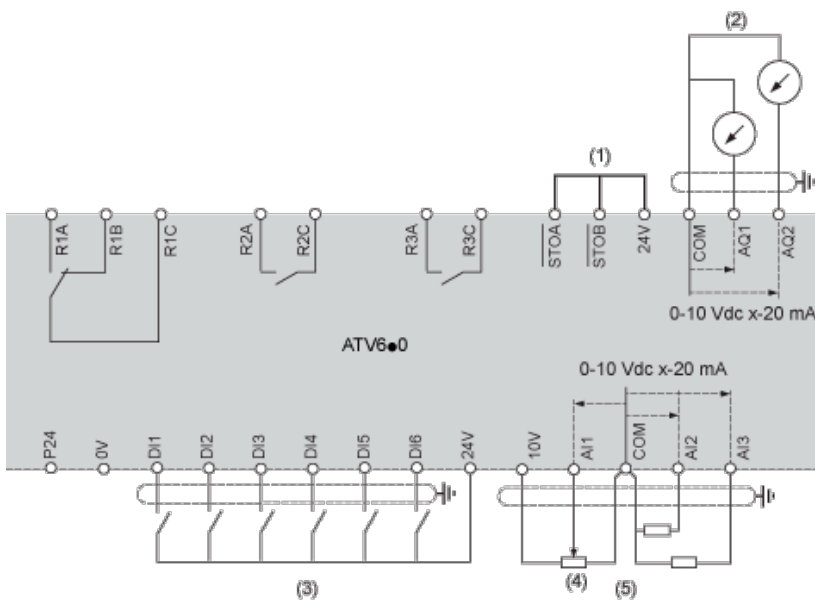 (2)
(1)
R1A R1B R1C R2A R2C R3A R3C STOA STOB 24V COM AQ1 AQ2
0-10 Vdc x-20 mA
ATV6●0
0-10 Vdc x-20 mA
P24 0V DI1 DI2 DI3 DI4 DI5 DI6 24V 10V AI1 COM AI2 AI3
(3) (4) (5)